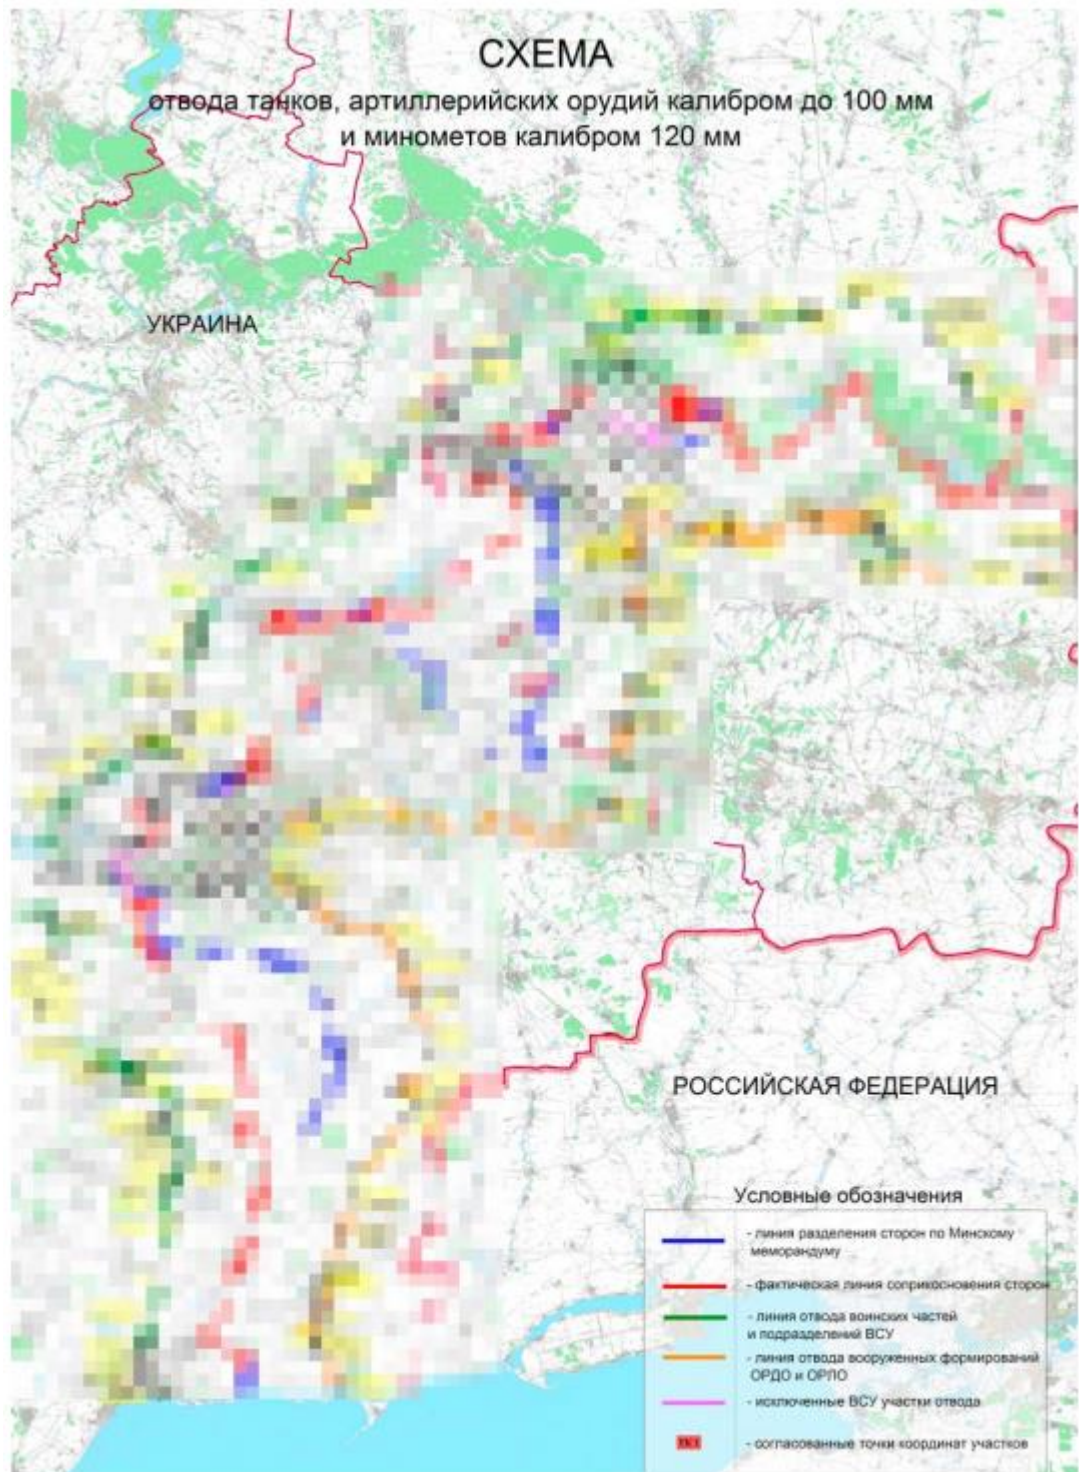 СХЕМА
отвода танков, артиллерийских орудий калибром до 100 мм
и минометов калибром 120 мм
УКРАИНА
РОССИЙСКАЯ ФЕДЕРАЦИЯ
Условные обозначения
- линия разделения сторон по Минскому
меморандуму
- фактическая линия соприкосновения сторон
- линия отвода воинских частей
и подразделений ВСУ
- линия отвода вооруженных формирований
ОРДО и ОРЛО
- исключенные ВСУ участки отвода
- согласованные точки координат участков